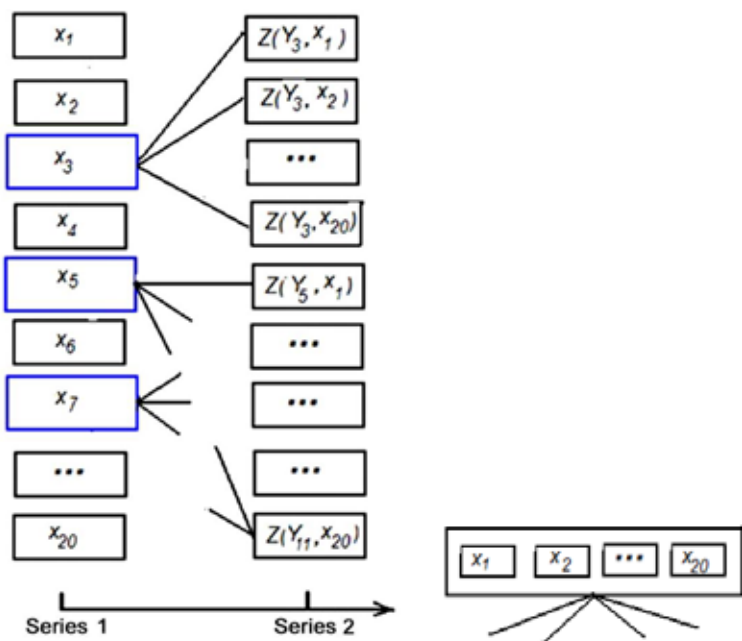 x1
x2
x3
x4
x5
x6
x7
...
x20
Z(Y3, x1)
Z(Y3, x2)
...
Z(Y3, x20)
Z(Y5, x1)
...
...
...
Z(Y11, x20)
Series 1 Series 2
x1 x2 ... x20